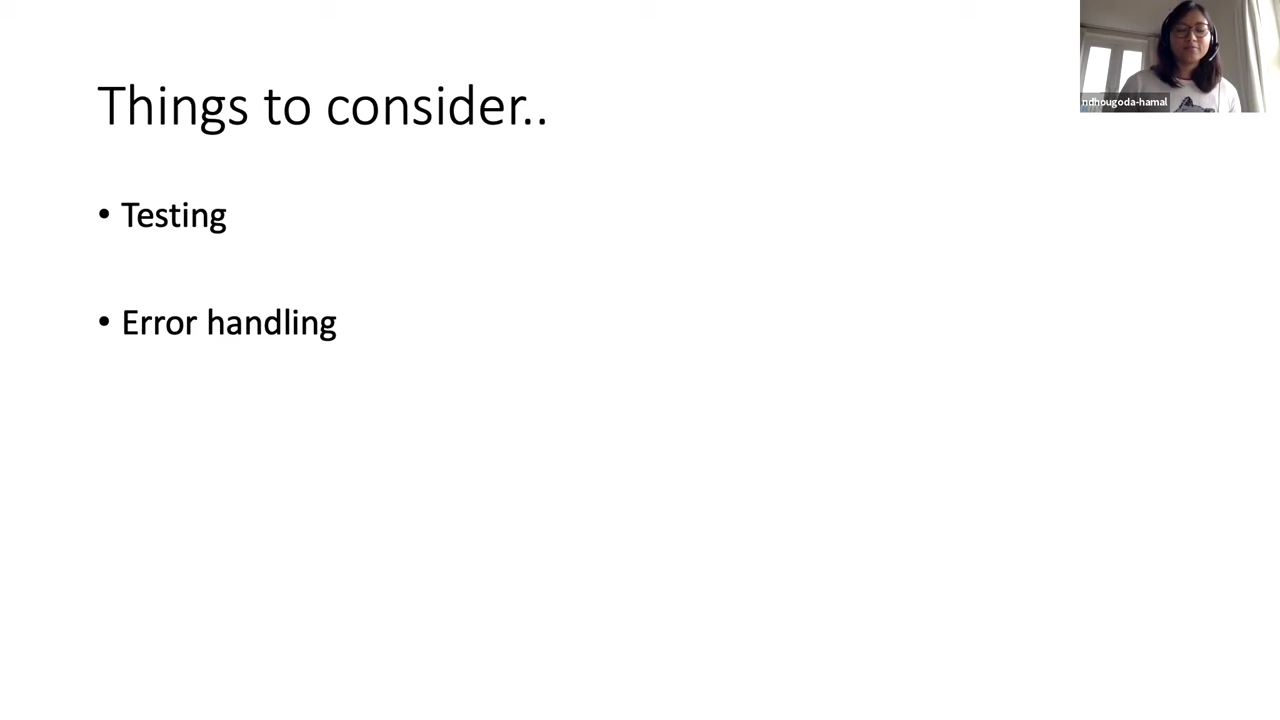 Things to consider..
ndhougoda-hamal
• Testing
• Error handling